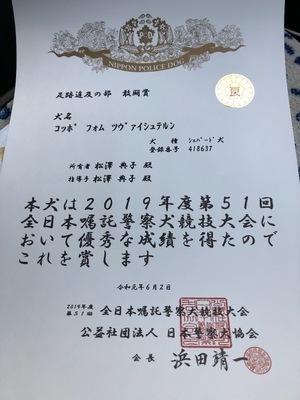 NIPPON POLICE DOG
足跡追及の部 敢闘賞
犬名
コッポ フォム ツヴァイシュテルン
犬種 シェパード犬
登録番号 418637
所有者 松澤典子 殿
指導手 松澤典子 殿
本犬は2019年度第51回
全日本嘱託警察犬競技大会に
おいて優秀な成績を得たので
これを賞します
令和元年6月2日
2019年度 第51回 全日本嘱託警察犬競技大会
公益社団法人 日本警察犬協会
会長 浜田靖一